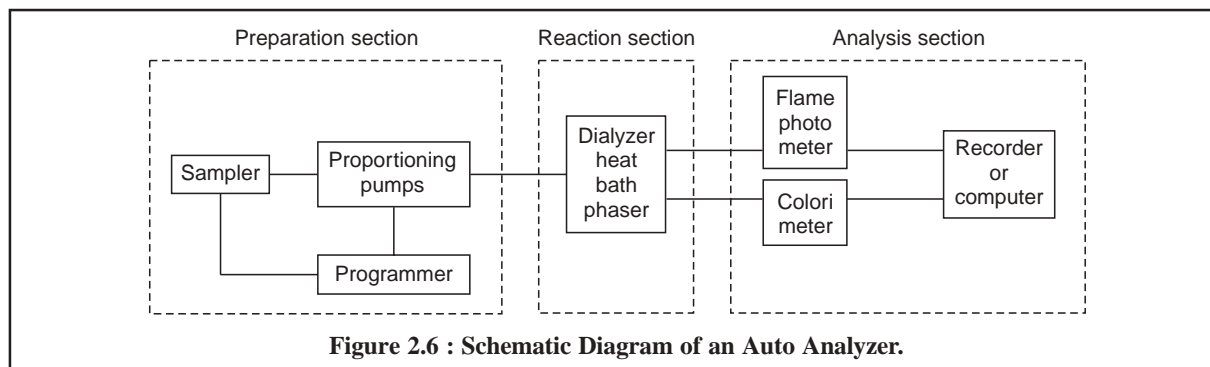 Preparation section
Reaction section
Analysis section
Sampler
Proportioning
pumps
Programmer
Dialyzer
heat
bath
phaser
Flame
photo
meter
Colori
meter
Recorder
or
computer
Figure 2.6 : Schematic Diagram of an Auto Analyzer.